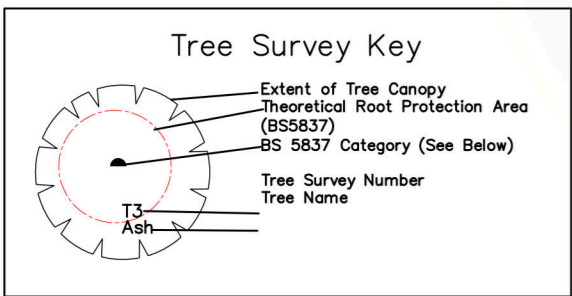 Tree Survey Key
Extent of Tree Canopy
Theoretical Root Protection Area
(BS5837)
BS 5837 Category (See Below)
Tree Survey Number
Tree Name
T3
Ash